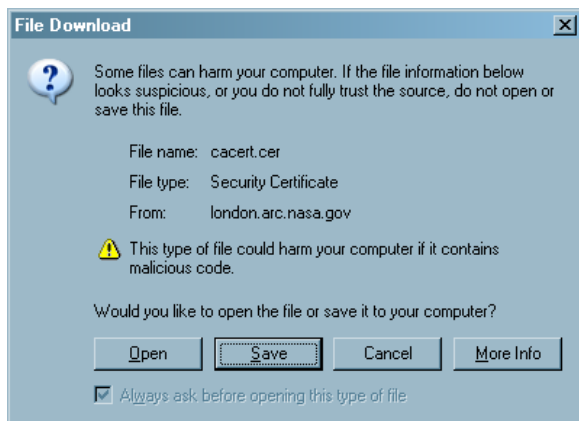 File Download
Some files can harm your computer. If the file information below
looks suspicious, or you do not fully trust the source, do not open or
save this file.
File name: cacert.cer
File type: Security Certificate
From: london.arc.nasa.gov
This type of file could harm your computer if it contains
malicious code.
Would you like to open the file or save it to your computer?
Open Save Cancel More Info
Always ask before opening this type of file